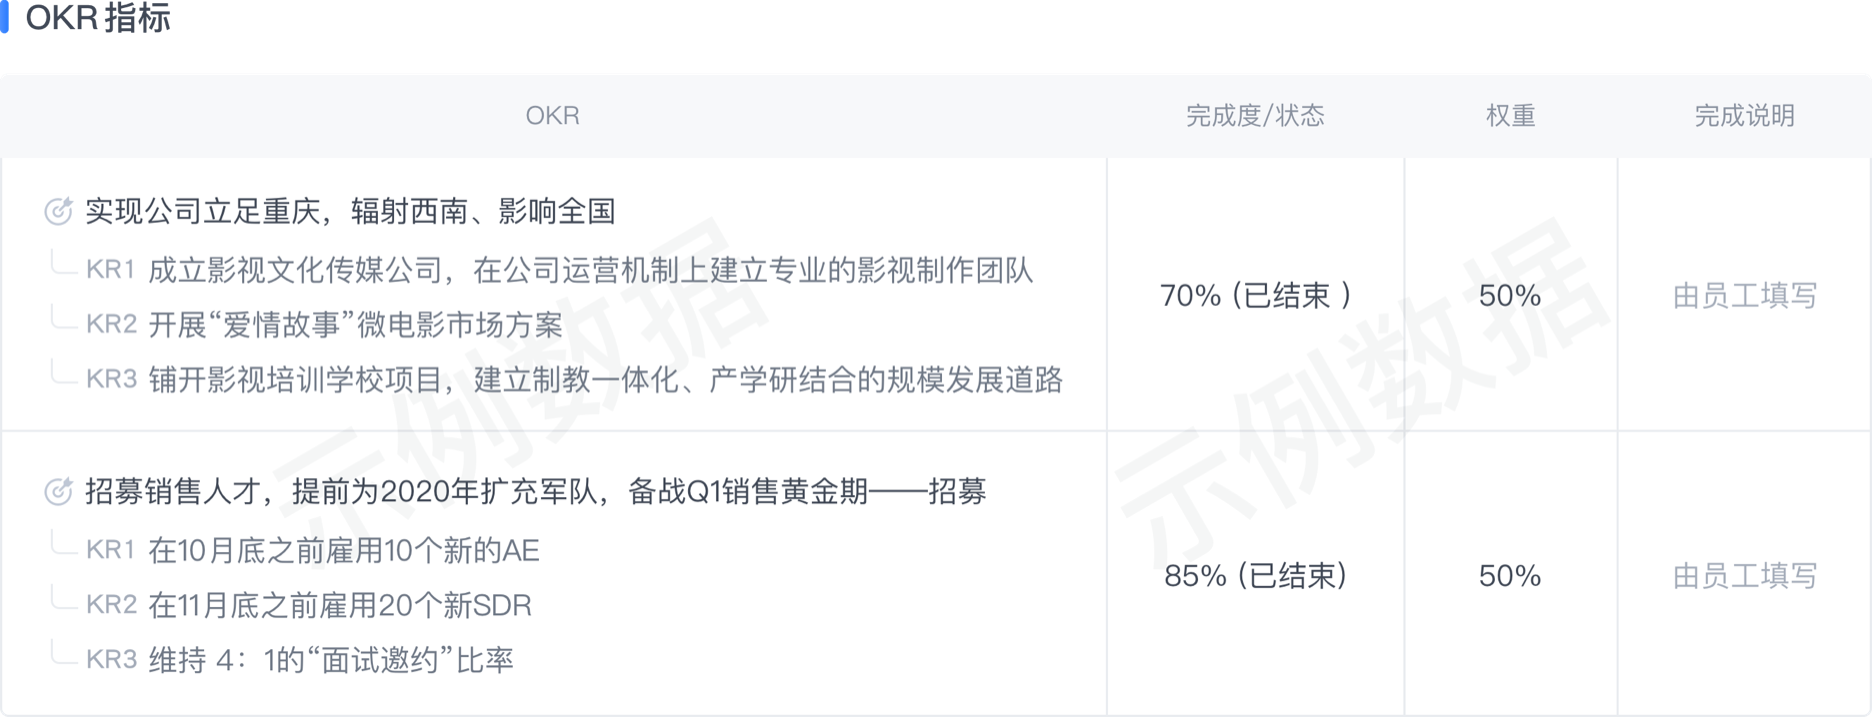 OKR指标
OKR 完成度/状态 权重 完成说明
实现公司立足重庆，辐射西南、影响全国
KR1 成立影视文化传媒公司，在公司运营机制上建立专业的影视制作团队
KR2 开展“爱情故事”微电影市场方案
KR3 铺开影视培训学校项目，建立制教一体化、产学研结合的规模发展道路
70% (已结束 ) 50% 由员工填写
招募销售人才，提前为2020年扩充军队，备战Q1销售黄金期——招募
KR1 在10月底之前雇用10个新的AE
KR2 在11月底之前雇用20个新SDR
KR3 维持 4：1的“面试邀约”比率
85% (已结束) 50% 由员工填写
示例数据
示例数据